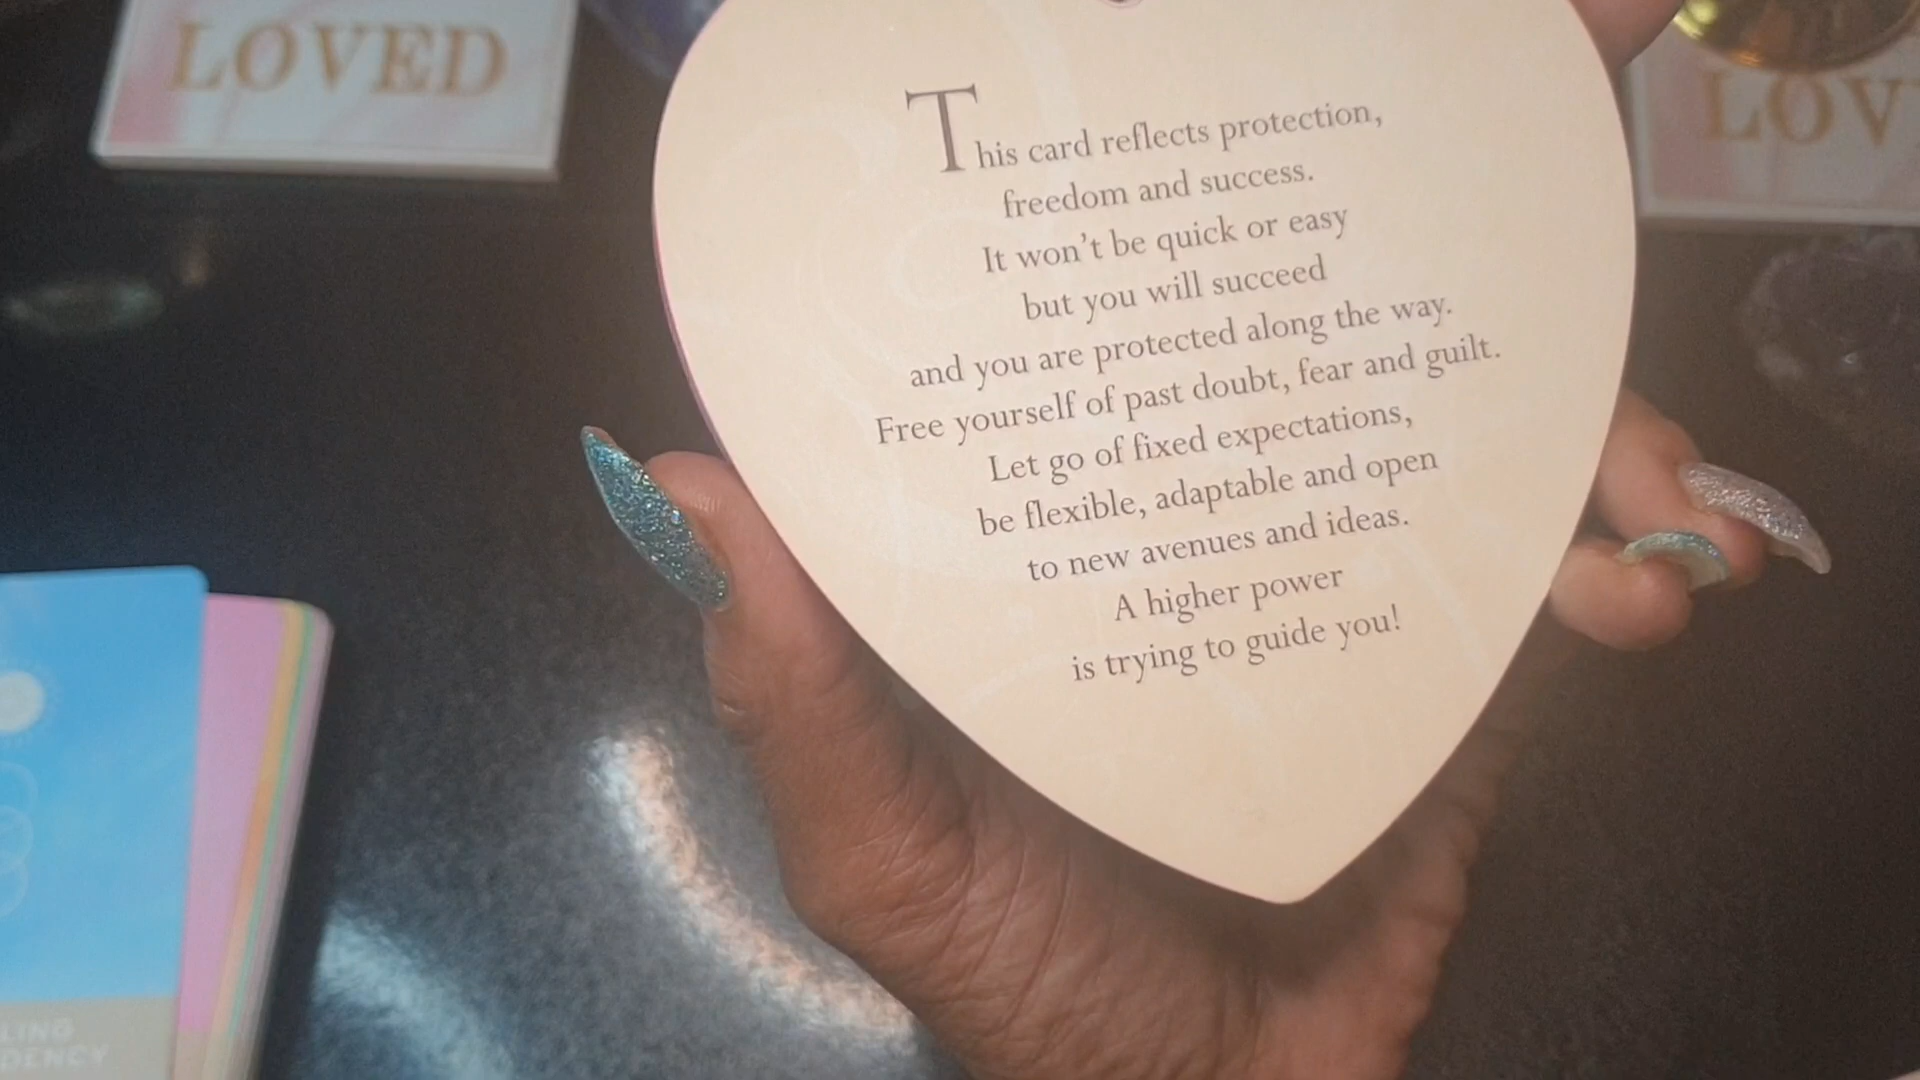 LOVED
LOV
This card reflects protection,
freedom and success.
It won't be quick or easy
but you will succeed
and you are protected along the way.
Free yourself of past doubt, fear and guilt.
Let go of fixed expectations,
be flexible, adaptable and open
to new avenues and ideas.
A higher power
is trying to guide you!
LING
DENCY